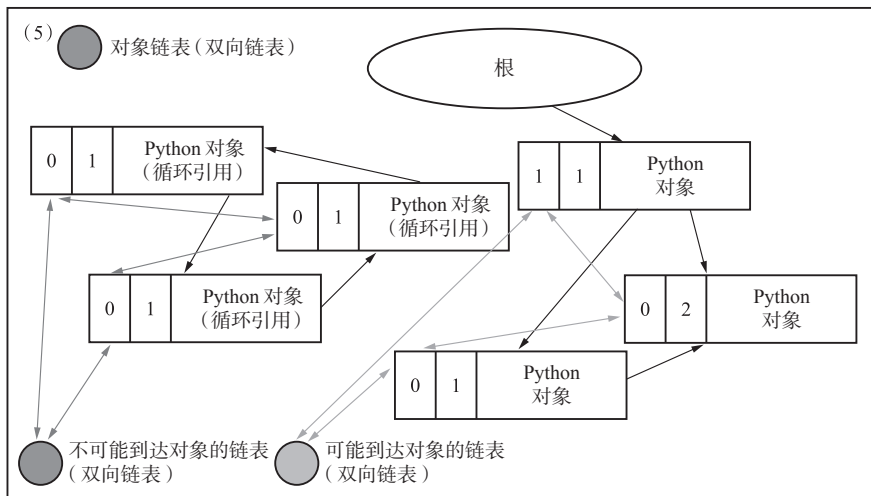 （5）
对象链表（双向链表）
根
0 1 Python 对象
（循环引用）
1 1 Python
对象
0 1 Python 对象
（循环引用）
0 1 Python 对象
（循环引用）
0 2 Python
对象
0 1 Python
对象
不可能到达对象的链表
（双向链表）
可能到达对象的链表
（双向链表）